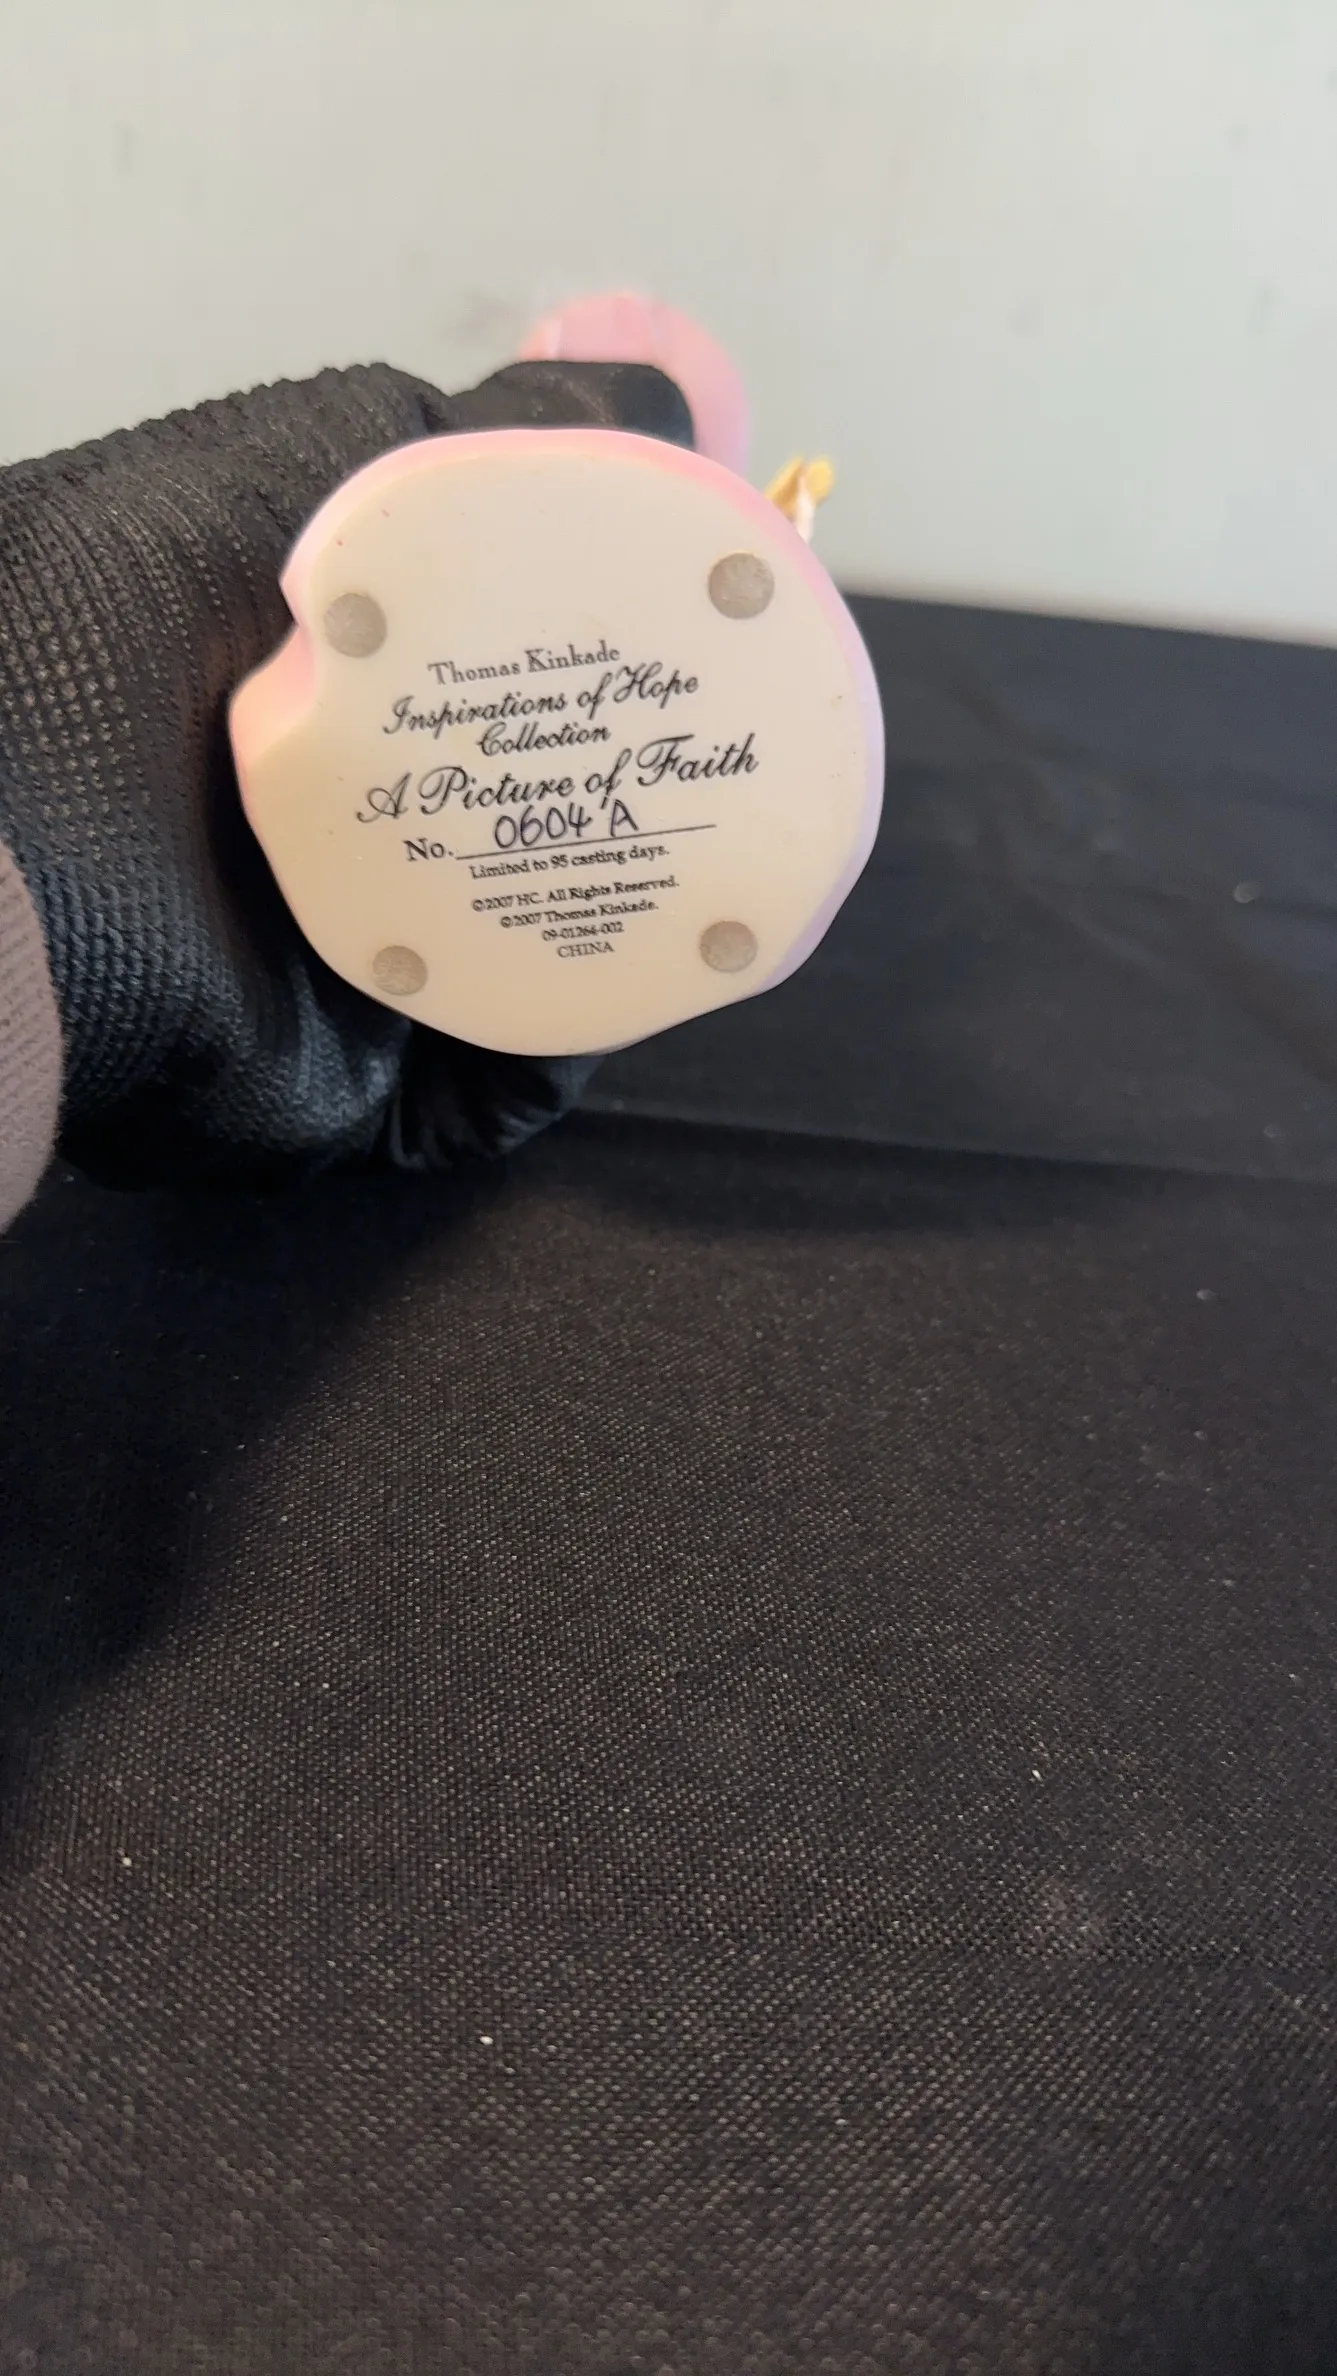 Thomas Kinkade
Inspirations of Hope
Collection
A Picture of Faith
No. 0604'A
Limited to 95 casting days.
©2007 HC. All Rights Reserved.
©2007 Thomas Kinkade.
09-01266-002
CHINA